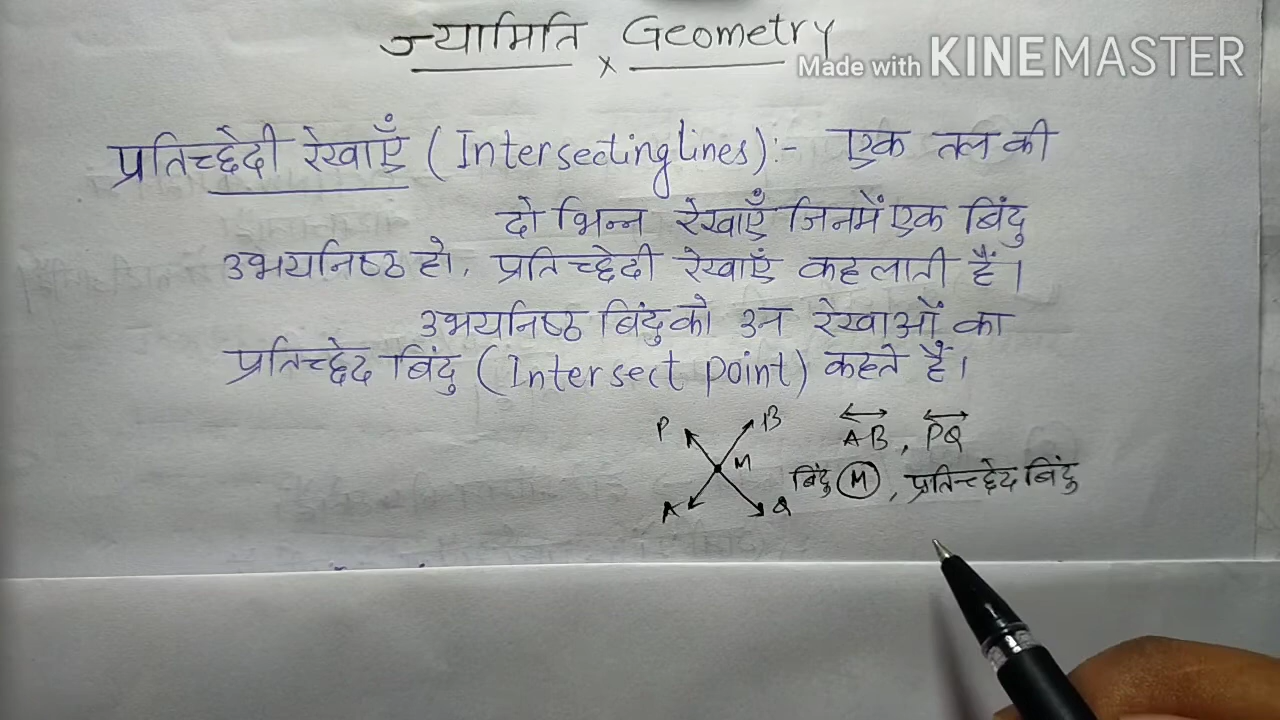 ज्यामिति x Geometry
Made with KINEMASTER
प्रतिच्छेदी रेखाएँ (Intersecting lines):- एक तल की
दो भिन्न रेखाएँ जिनमें एक बिंदु
उभयनिष्ठ हो, प्रतिच्छेदी रेखाएँ कहलाती हैं।
उभयनिष्ठ बिंदु को उन रेखाओं का
प्रतिच्छेद बिंदु (Intersect point) कहते हैं।
P B AB, PQ
M बिंदु M, प्रतिच्छेद बिंदु
A Q